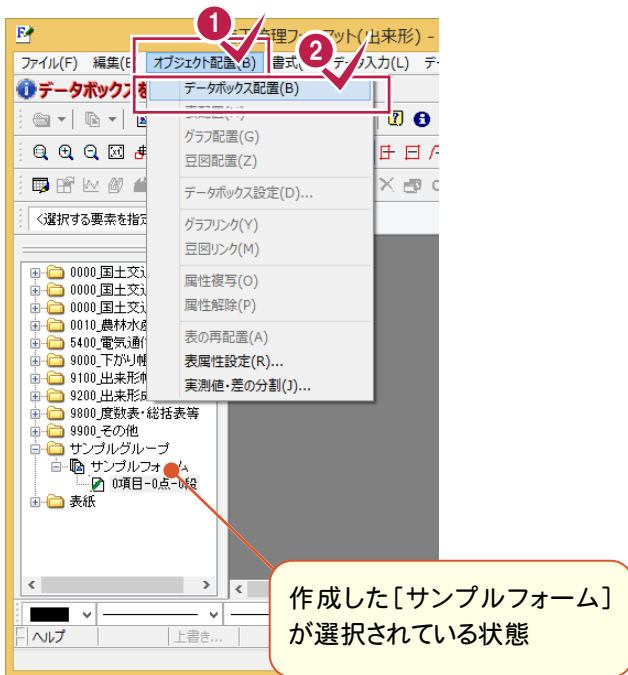 1
2
管理フォーマット(出来形) -
ファイル(F) 編集(E オブジェクト配置(B) 書式( 入力(L) デー
データボックスを
データボックス配置(B)
グラフ配置(G)
豆図配置(Z)
データボックス設定(D)...
<選択する要素を指定
グラフリンク(Y)
豆図リンク(M)
属性複写(O)
属性解除(P)
表の再配置(A)
表属性設定(R)...
実測値・差の分割(J)...
0000_国土交通
0000_国土交通
0000_国土交通
0010_農林水産
5400_電気通信
9000_下がり
9100_出来形
9200_出来形
9800_度数表・総括表等
9900_その他
サンプルグループ
サンプルフォーム
0項目-0点-0段
表紙
作成した[サンプルフォーム]
が選択されている状態
ヘルプ
上書き...